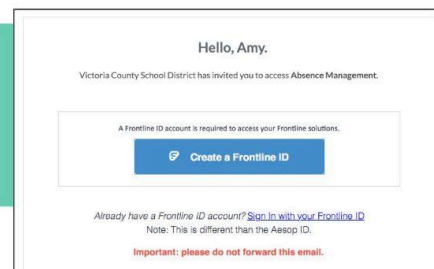 Hello, Amy.
Victoria County School District has invited you to access Absence Management.
A Frontline ID account is required to access your Frontline solutions.
Create a Frontline ID
Already have a Frontline ID account? Sign In with your Frontline ID
Note: This is different than the Aesop ID.
Important: please do not forward this email.